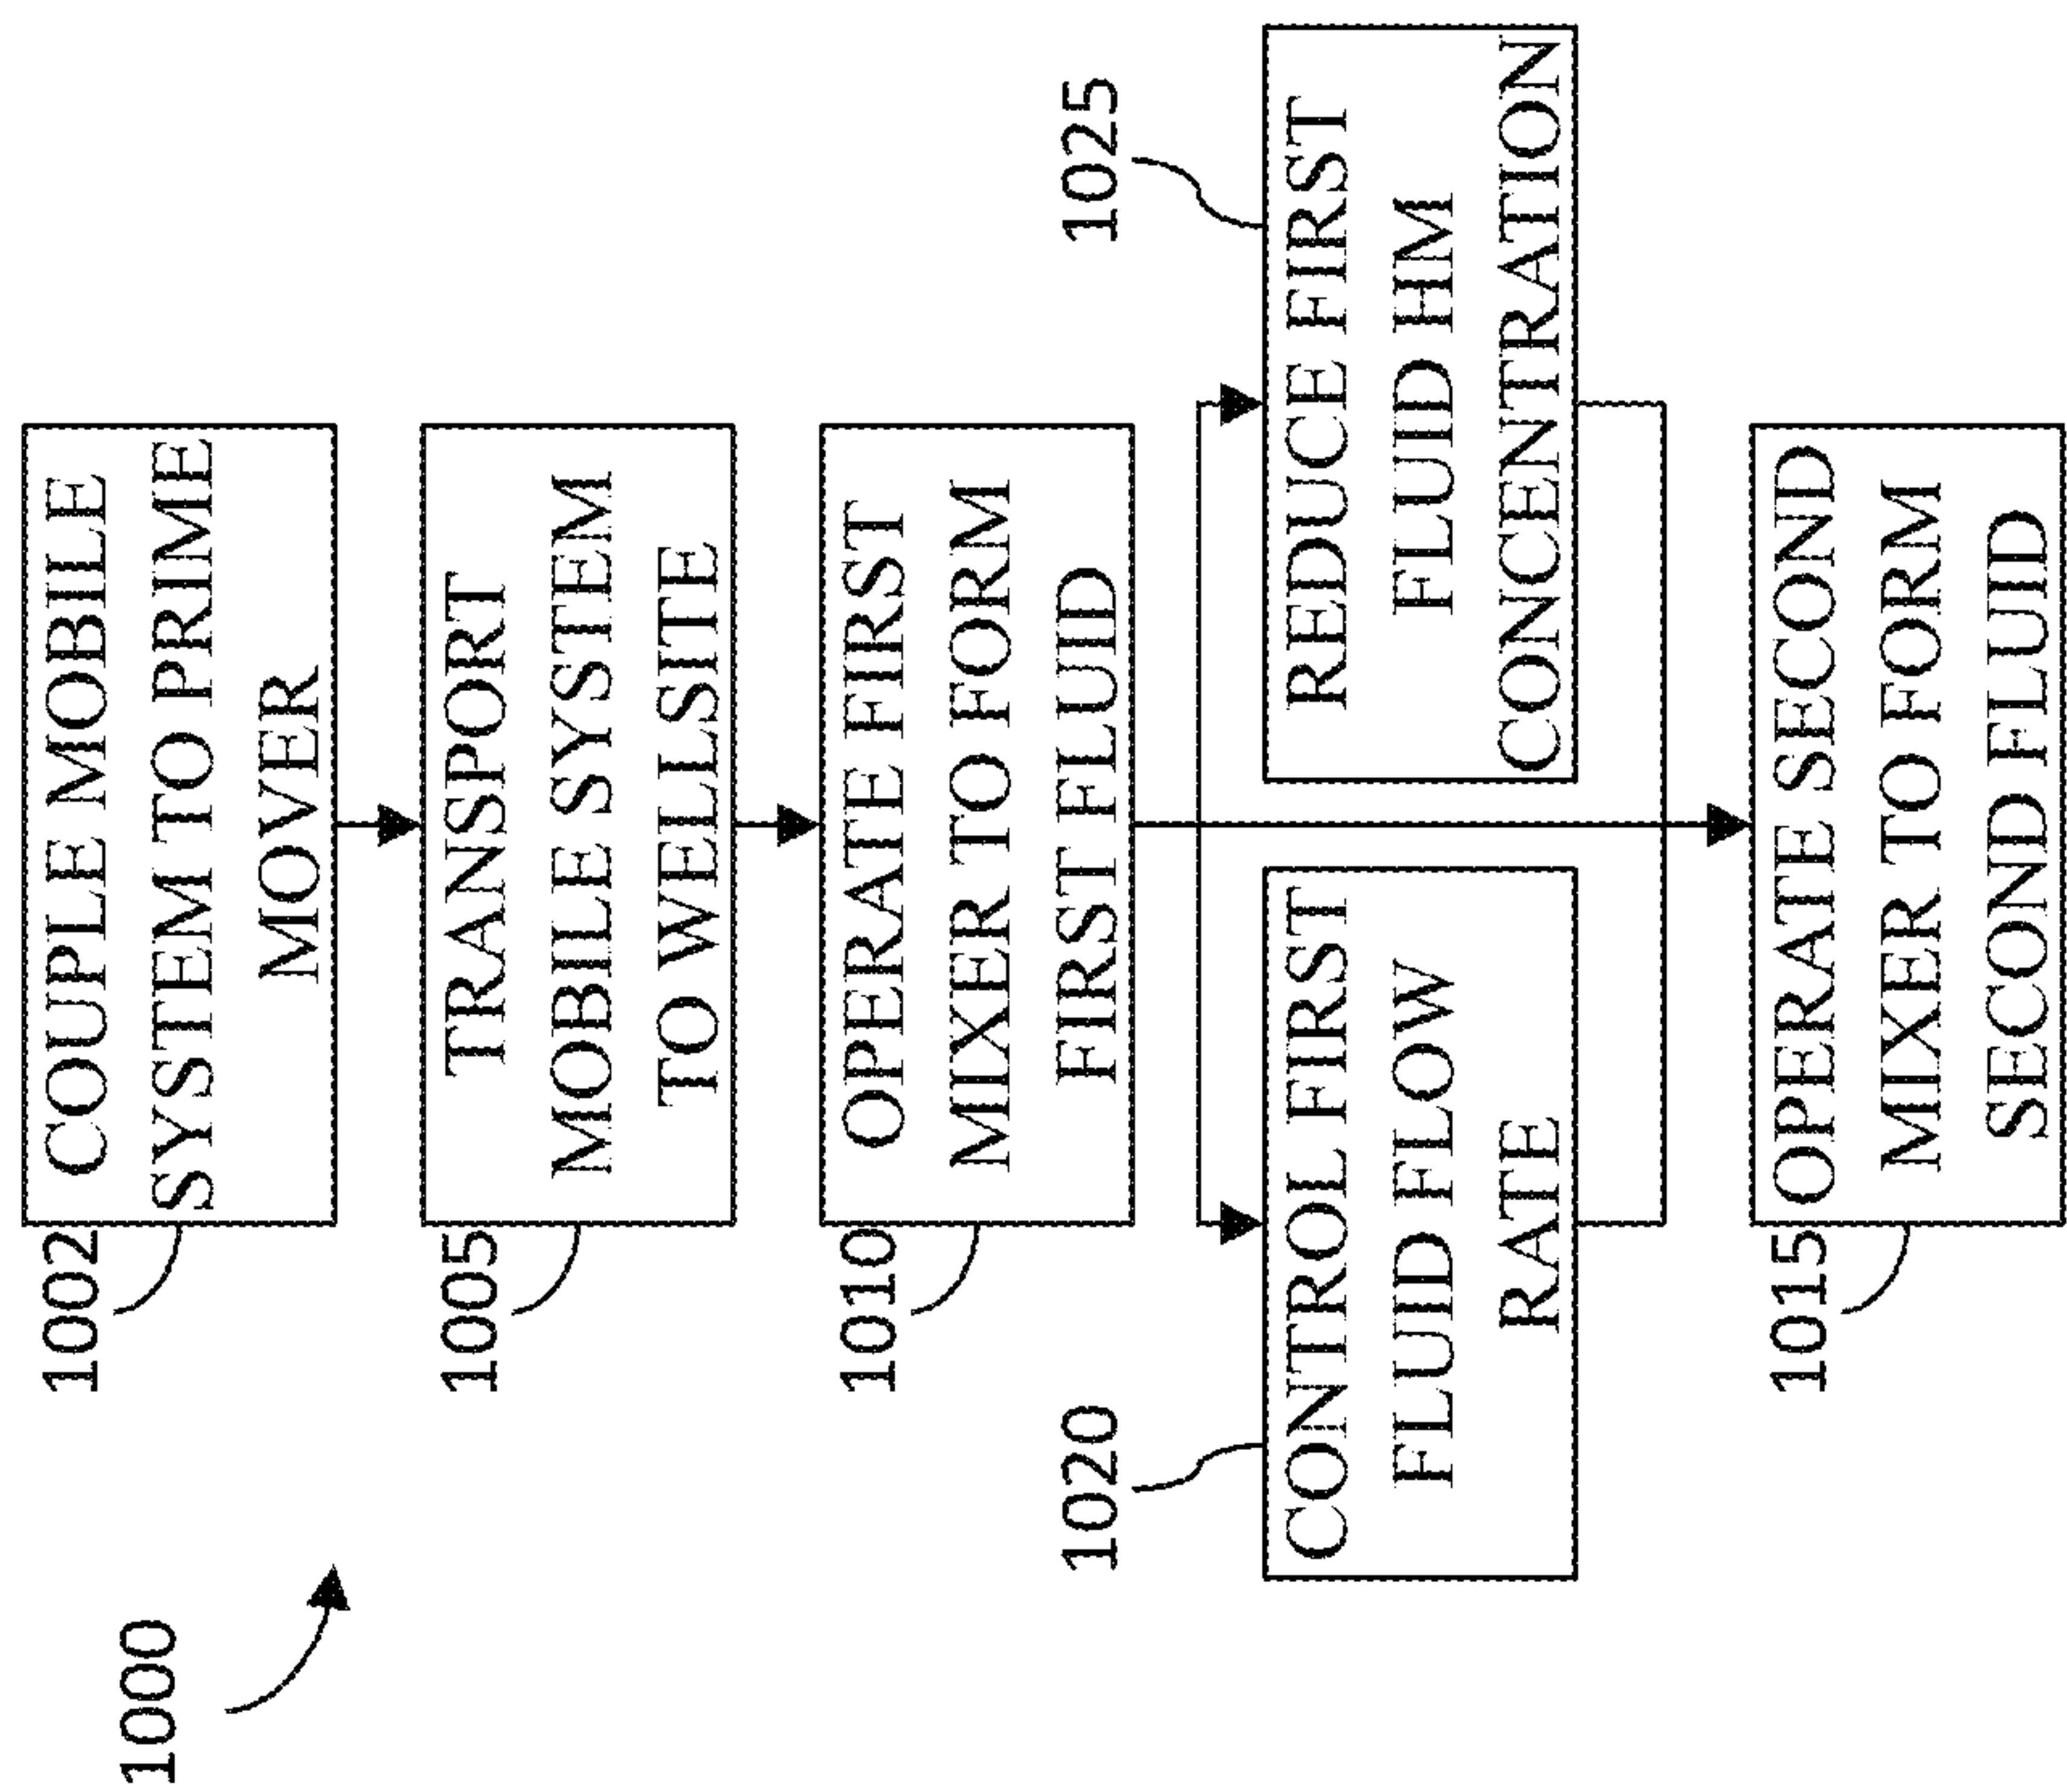 1000
1002
COUPLE MOBILE
SYSTEM TO PRIME
MOVER
1005
TRANSPORT
MOBILE SYSTEM
TO WELLSITE
1010
OPERATE FIRST
MIXER TO FORM
FIRST FLUID
1020
CONTROL FIRST
FLUID FLOW
RATE
1025
REDUCE FIRST
FLUID HM
CONCENTRATION
1015
OPERATE SECOND
MIXER TO FORM
SECOND FLUID